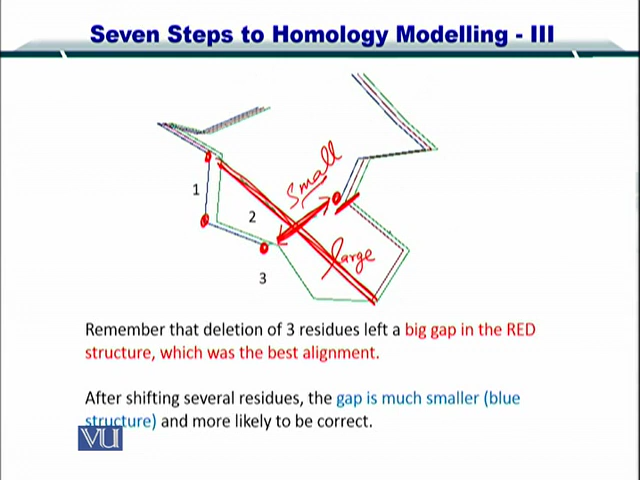 Seven Steps to Homology Modelling - III
Small
1
2
large
3
Remember that deletion of 3 residues left a big gap in the RED
structure, which was the best alignment.
After shifting several residues, the gap is much smaller (blue
structure) and more likely to be correct.
VU